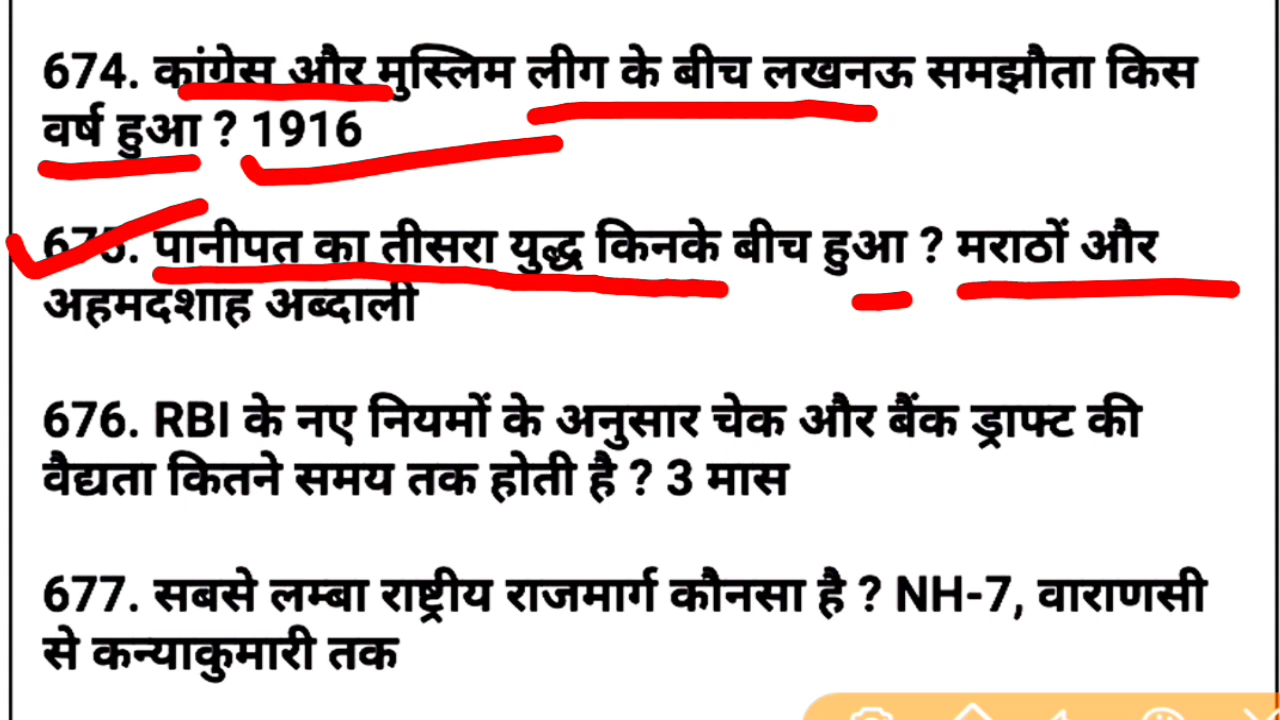 674. कांग्रेस और मुस्लिम लीग के बीच लखनऊ समझौता किस
वर्ष हुआ ? 1916
675. पानीपत का तीसरा युद्ध किनके बीच हुआ ? मराठों और
अहमदशाह अब्दाली
676. RBI के नए नियमों के अनुसार चेक और बैंक ड्राफ्ट की
वैद्यता कितने समय तक होती है ? 3 मास
677. सबसे लम्बा राष्ट्रीय राजमार्ग कौनसा है ? NH-7, वाराणसी
से कन्याकुमारी तक